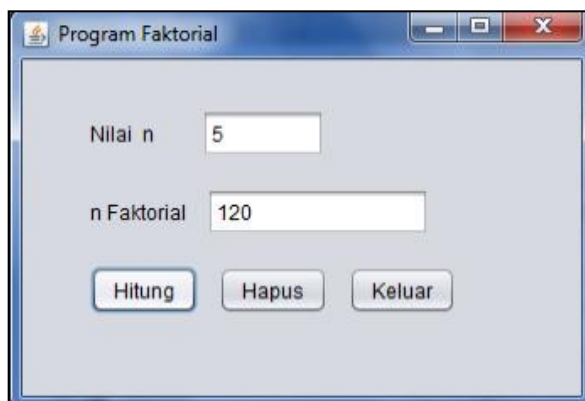 Program Faktorial
Nilai n 5
n Faktorial 120
Hitung Hapus Keluar